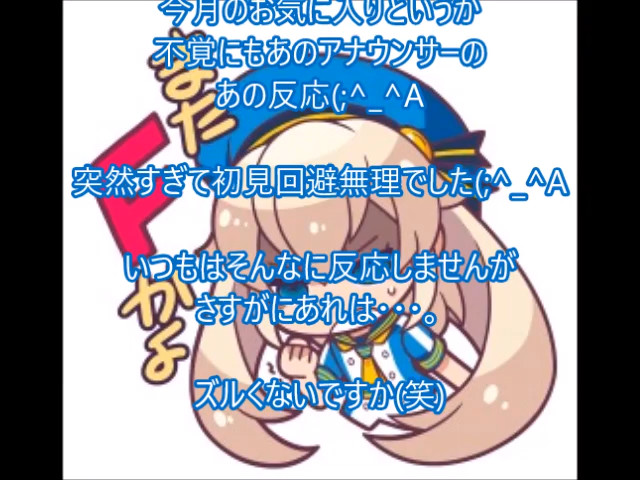 今月のお気に入りというか
不覚にもあのアナウンサーの
あの反応(;^_^A
突然すぎて初見回避無理でした(;^_^A
いつもはそんなに反応しませんが
さすがにあれは・・・。
ズルくないですか(笑)
また
F
かよ